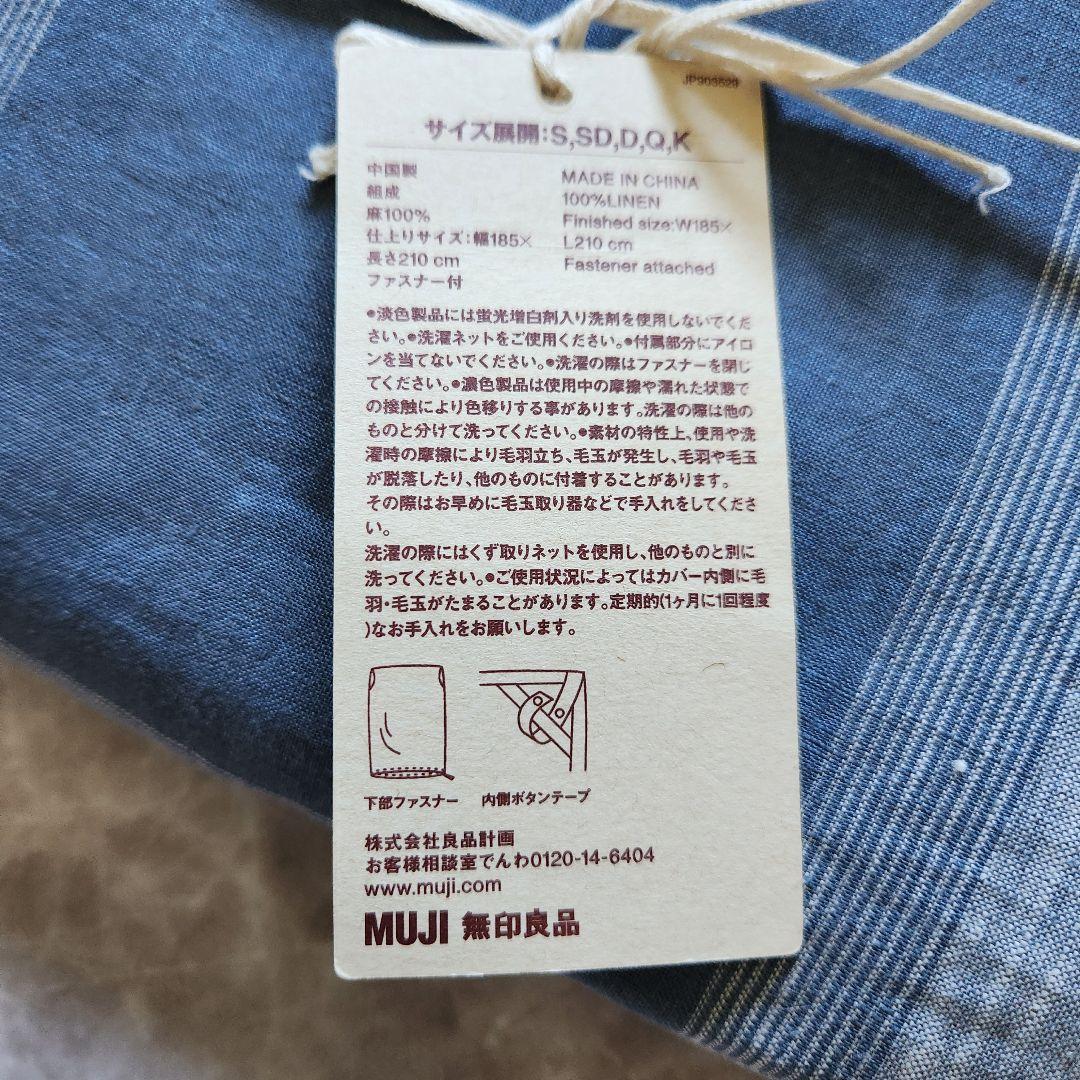 JP903529
サイズ展開:S,SD,D,Q,K
中国製
組成
麻100%
仕上りサイズ:幅185×
長さ210 cm
ファスナー付
MADE IN CHINA
100%LINEN
Finished size:W185×
L210 cm
Fastener attached
●淡色製品には蛍光増白剤入り洗剤を使用しないでくだ
さい。●洗濯ネットをご使用ください。●付属部分にアイロ
ンを当てないでください。●洗濯の際はファスナーを閉じ
てください。●濃色製品は使用中の摩擦や濡れた状態で
の接触により色移りする事があります。洗濯の際は他の
ものと分けて洗ってください。●素材の特性上、使用や洗
濯時の摩擦により毛羽立ち、毛玉が発生し、毛羽や毛玉
が脱落したり、他のものに付着することがあります。
その際はお早めに毛玉取り器などで手入れをしてくださ
い。
洗濯の際にはくず取りネットを使用し、他のものと別に
洗ってください。●ご使用状況によってはカバー内側に毛
羽・毛玉がたまることがあります。定期的(1ヶ月に1回程度
)なお手入れをお願いします。
下部ファスナー 内側ボタンテープ
株式会社良品計画
お客様相談室でんわ0120-14-6404
www.muji.com
MUJI 無印良品